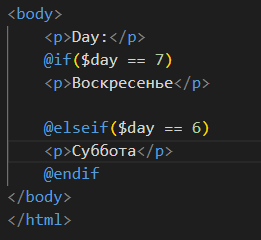 <body>
<p>Day:</p>
@if($day == 7)
<p>Воскресенье</p>
@elseif($day == 6)
<p>Суббота</p>
@endif
</body>
</html>